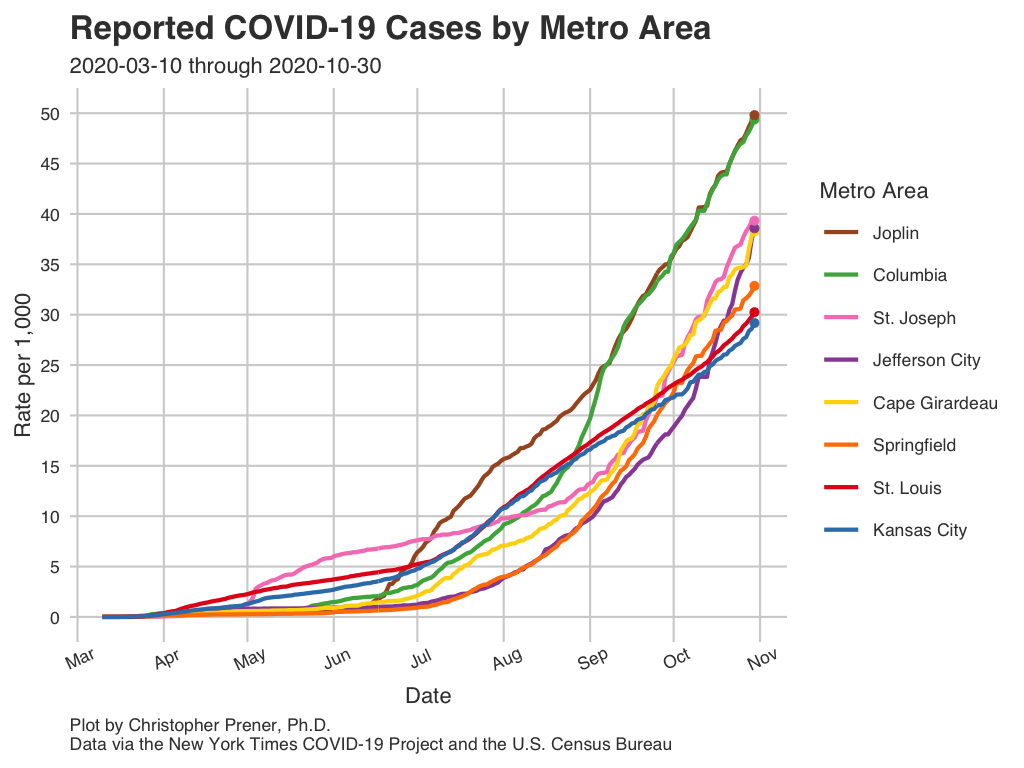 Reported COVID-19 Cases by Metro Area
2020-03-10 through 2020-10-30
Rate per 1,000
50
45
40
35
30
25
20
15
10
5
0
Mar
Apr
May
Jun
Jul
Aug
Sep
Oct
Nov
Date
Metro Area
Joplin
Columbia
St. Joseph
Jefferson City
Cape Girardeau
Springfield
St. Louis
Kansas City
Plot by Christopher Prener, Ph.D.
Data via the New York Times COVID-19 Project and the U.S. Census Bureau